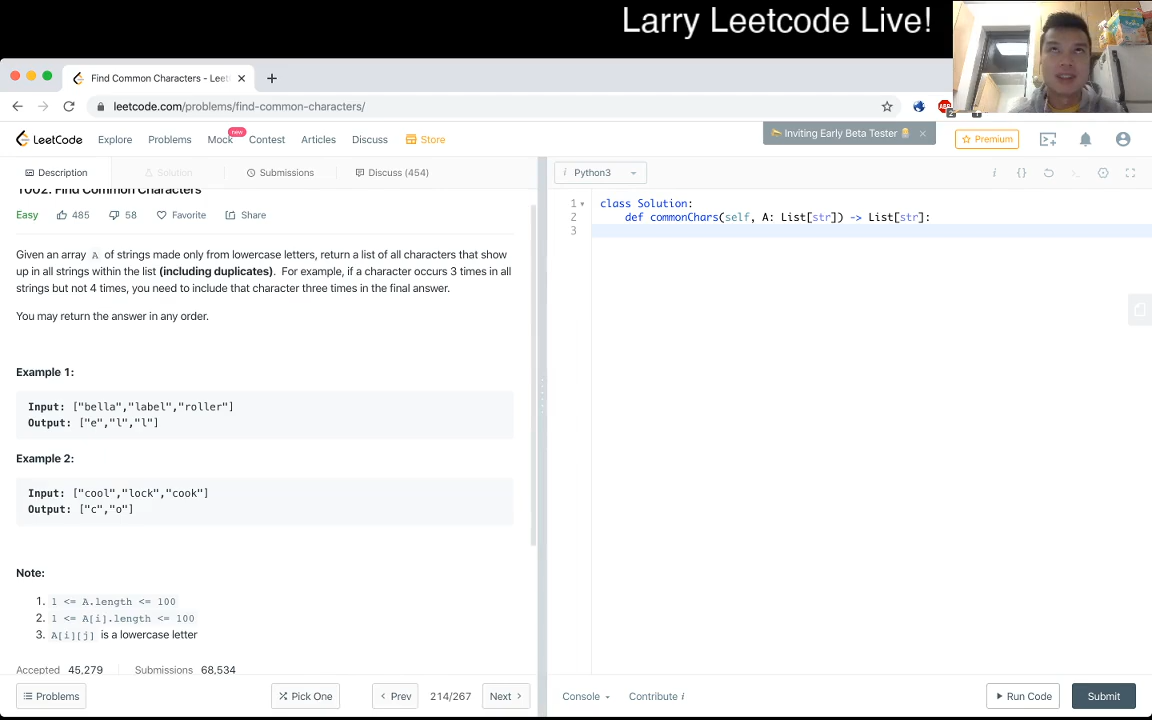 Larry Leetcode Live!
Find Common Characters - Leet
leetcode.com/problems/find-common-characters/
LeetCode Explore Problems Mock new Contest Articles Discuss Store
Inviting Early Beta Tester
Premium
Description Solution Submissions Discuss (454)
Python3
1002. Find Common Characters
Easy 485 58 Favorite Share
Given an array A of strings made only from lowercase letters, return a list of all characters that show
up in all strings within the list (including duplicates). For example, if a character occurs 3 times in all
strings but not 4 times, you need to include that character three times in the final answer.
You may return the answer in any order.
Example 1:
Input: ["bella","label","roller"]
Output: ["e","l","l"]
Example 2:
Input: ["cool","lock","cook"]
Output: ["c","o"]
Note:
1. 1 <= A.length <= 100
2. 1 <= A[i].length <= 100
3. A[i][j] is a lowercase letter
Accepted 45,279 Submissions 68,534
1 class Solution:
2 def commonChars(self, A: List[str]) -> List[str]:
3
Problems Pick One Prev 214/267 Next
Console Contribute i Run Code Submit